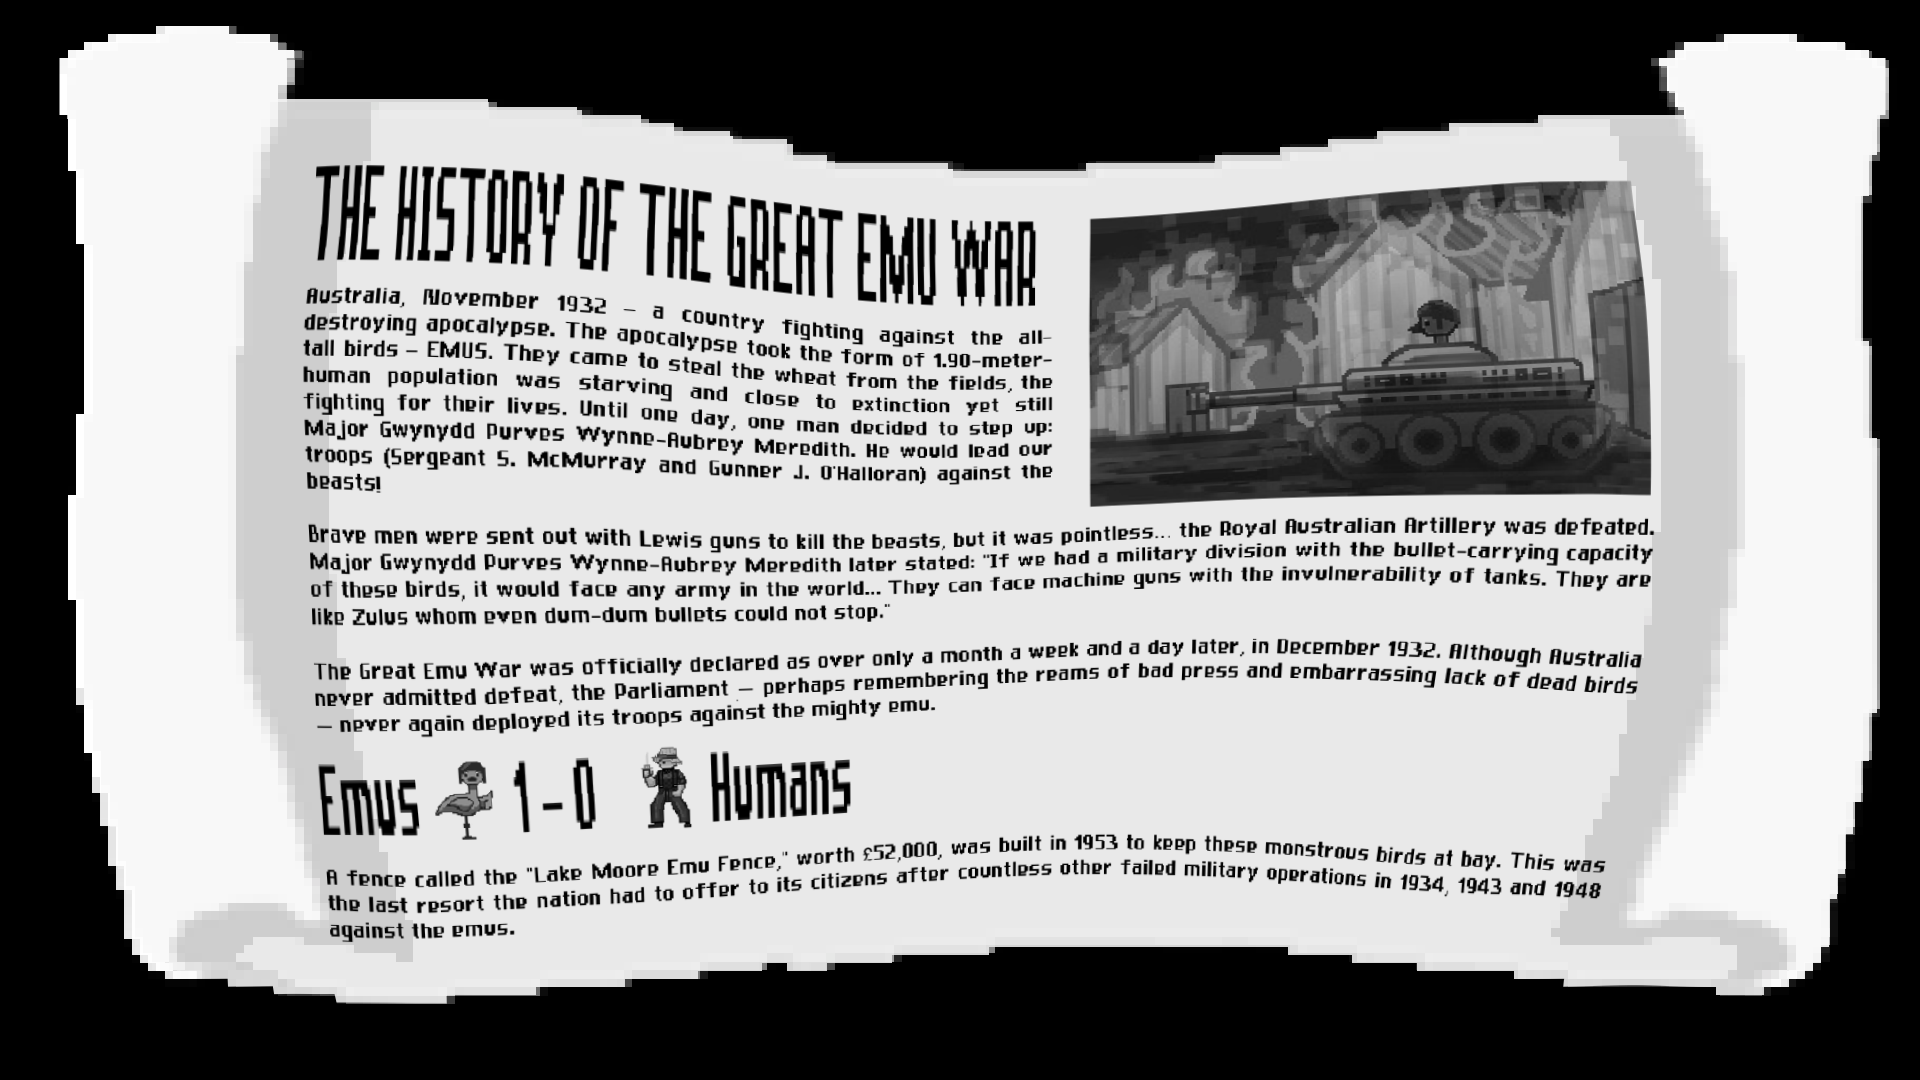 THE HISTORY OF THE GREAT EMU WAR
Australia, November 1932 – a country fighting against the all-
destroying apocalypse. The apocalypse took the form of 1.90-meter-
tall birds – EMUS. They came to steal the wheat from the fields, the
human population was starving and close to extinction yet still
fighting for their lives. Until one day, one man decided to step up:
Major Gwynydd Purves Wynne-Aubrey Meredith. He would lead our
troops (Sergeant S. McMurray and Gunner J. O'Halloran) against the
beasts!
Brave men were sent out with Lewis guns to kill the beasts, but it was pointless... the Royal Australian Artillery was defeated.
Major Gwynydd Purves Wynne-Aubrey Meredith later stated: "If we had a military division with the bullet-carrying capacity
of these birds, it would face any army in the world... They can face machine guns with the invulnerability of tanks. They are
like Zulus whom even dum-dum bullets could not stop."
The Great Emu War was officially declared as over only a month a week and a day later, in December 1932. Although Australia
never admitted defeat, the Parliament – perhaps remembering the reams of bad press and embarrassing lack of dead birds
– never again deployed its troops against the mighty emu.
Emus 1-0 Humans
A fence called the "Lake Moore Emu Fence," worth £52,000, was built in 1953 to keep these monstrous birds at bay. This was
the last resort the nation had to offer to its citizens after countless other failed military operations in 1934, 1943 and 1948
against the emus.